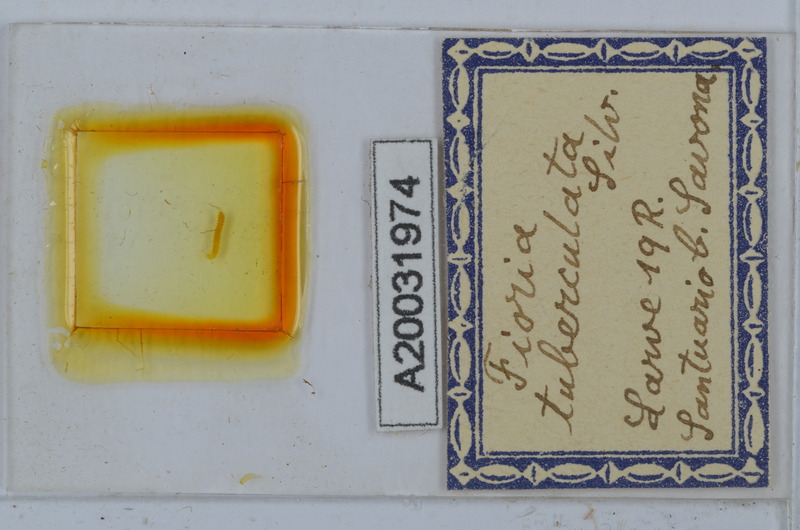 A20031974
Fioria
tuberculata
Silv.
Larve 19 R.
Santuario b. Savona